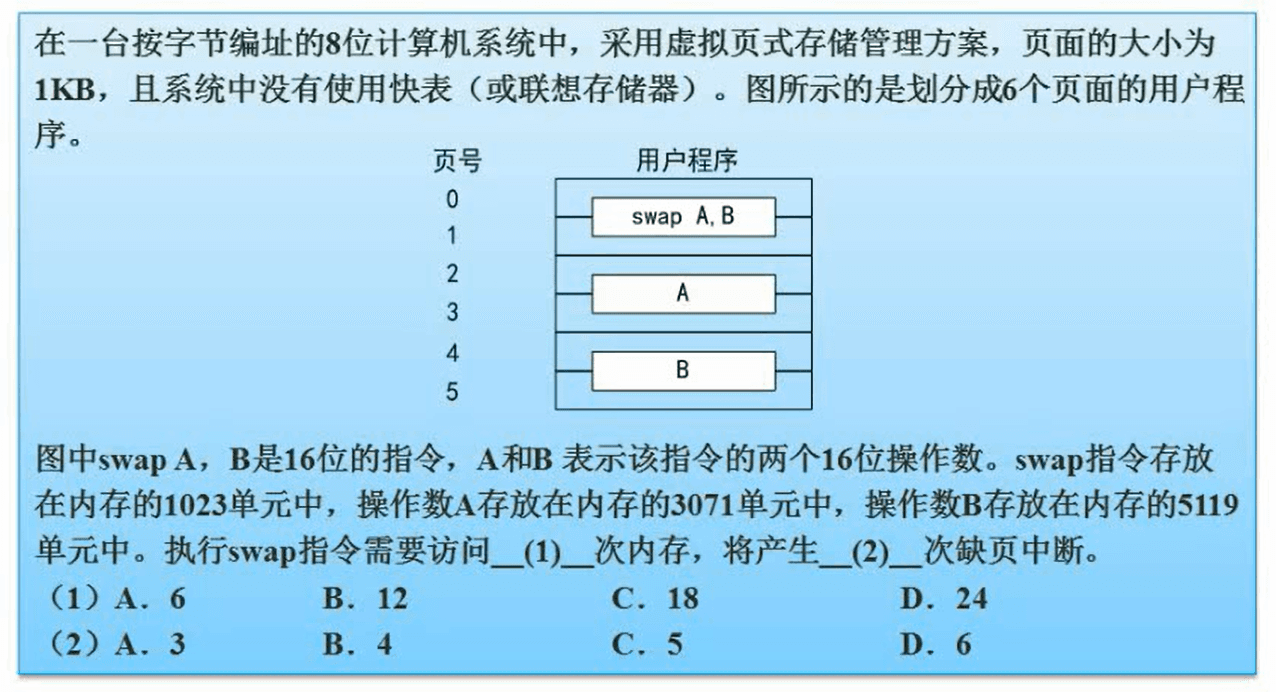 在一台按字节编址的8位计算机系统中，采用虚拟页式存储管理方案，页面的大小为
1KB，且系统中没有使用快表（或联想存储器）。图所示的是划分成6个页面的用户程
序。
页号 用户程序
0
swap A,B
1
2
A
3
4
B
5
图中swap A，B是16位的指令，A和B 表示该指令的两个16位操作数。swap指令存放
在内存的1023单元中，操作数A存放在内存的3071单元中，操作数B存放在内存的5119
单元中。执行swap指令需要访问__(1)__次内存，将产生__(2)__次缺页中断。
（1）A．6 B．12 C．18 D．24
（2）A．3 B．4 C．5 D．6